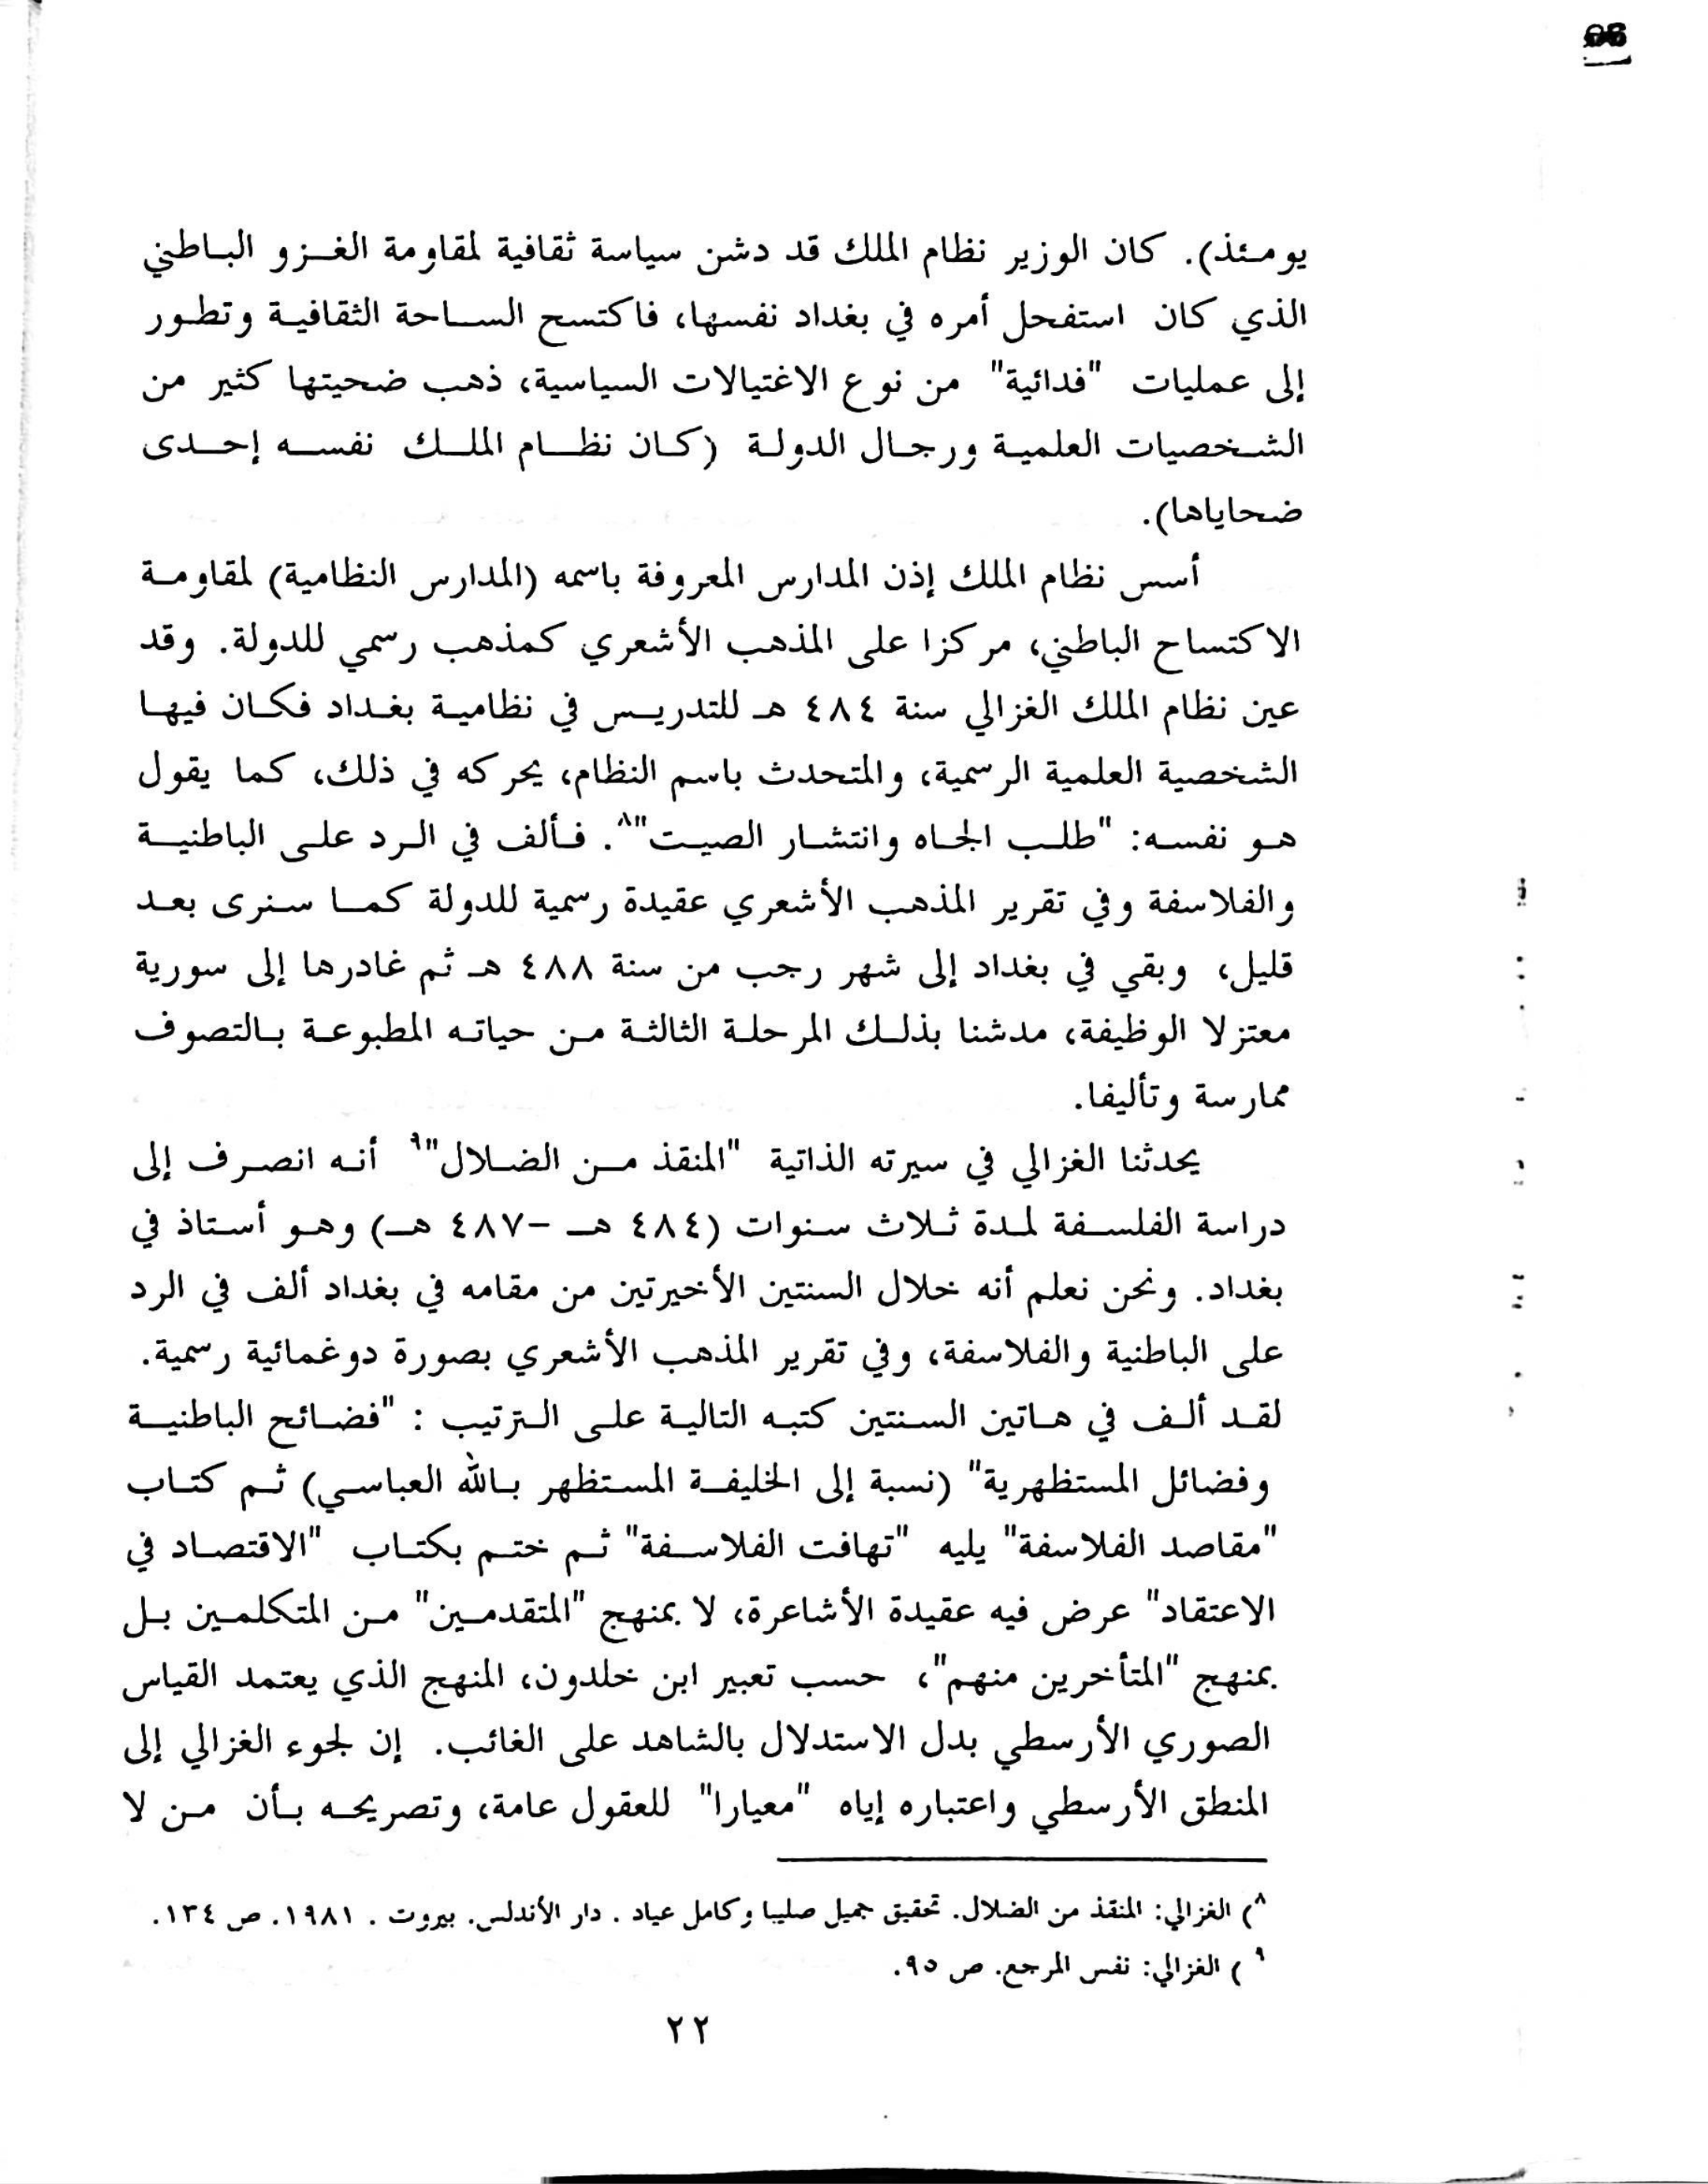 يومئذ). كان الوزير نظام الملك قد دشن سياسة ثقافية لمقاومة الغزو الباطني
الذي كان استفحل أمره في بغداد نفسها، فاكتسح الساحة الثقافية وتطور
إلى عمليات "فدائية" من نوع الاغتيالات السياسية، ذهب ضحيتها كثير من
الشخصيات العلمية ورجال الدولة (كان نظام الملك نفسه إحدى
ضحاياها).
أسس نظام الملك إذن المدارس المعروفة باسمه (المدارس النظامية) لمقاومة
الاكتساح الباطني، مركزا على المذهب الأشعري كمذهب رسمي للدولة. وقد
عين نظام الملك الغزالي سنة ٤٨٤ هـ للتدريس في نظامية بغداد فكان فيها
الشخصية العلمية الرسمية، والمتحدث باسم النظام، يحركه في ذلك، كما يقول
هو نفسه: "طلب الجاه وانتشار الصيت"٨. فألف في الرد على الباطنية
والفلاسفة وفي تقرير المذهب الأشعري عقيدة رسمية للدولة كما سنرى بعد
قليل، وبقي في بغداد إلى شهر رجب من سنة ٤٨٨ هـ ثم غادرها إلى سورية
معتزلا الوظيفة، مدشنا بذلك المرحلة الثالثة من حياته المطبوعة بالتصوف
ممارسة وتأليفا.
يحدثنا الغزالي في سيرته الذاتية "المنقذ من الضلال"٩ أنه انصرف إلى
دراسة الفلسفة لمدة ثلاث سنوات (٤٨٤ هـ -٤٨٧ هـ) وهو أستاذ في
بغداد. ونحن نعلم أنه خلال السنتين الأخيرتين من مقامه في بغداد ألف في الرد
على الباطنية والفلاسفة، وفي تقرير المذهب الأشعري بصورة دوغمائية رسمية.
لقد ألف في هاتين السنتين كتبه التالية على الترتيب : "فضائح الباطنية
وفضائل المستظهرية" (نسبة إلى الخليفة المستظهر بالله العباسي) ثم كتاب
"مقاصد الفلاسفة" يليه "تهافت الفلاسفة" ثم ختم بكتاب "الاقتصاد في
الاعتقاد" عرض فيه عقيدة الأشاعرة، لا بمنهج "المتقدمين" من المتكلمين بل
بمنهج "المتأخرين منهم"، حسب تعبير ابن خلدون، المنهج الذي يعتمد القياس
الصوري الأرسطي بدل الاستدلال بالشاهد على الغائب. إن لجوء الغزالي إلى
المنطق الأرسطي واعتباره إياه "معيارا" للعقول عامة، وتصريحه بأن من لا
٨) الغزالي: المنقذ من الضلال. تحقيق جميل صليبا وكامل عياد . دار الأندلس. بيروت . ١٩٨١. ص ١٣٤.
٩ ) الغزالي: نفس المرجع. ص ٩٥.
٢٢